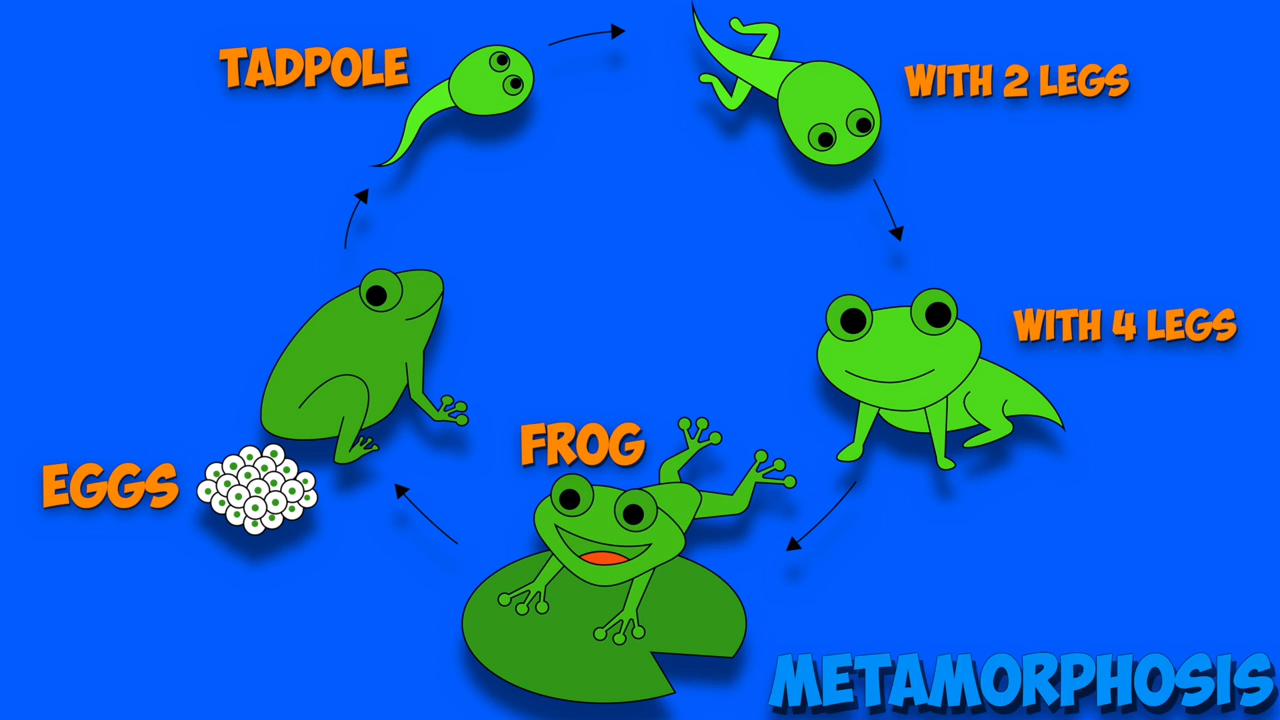 TADPOLE
WITH 2 LEGS
WITH 4 LEGS
FROG
EGGS
METAMORPHOSIS